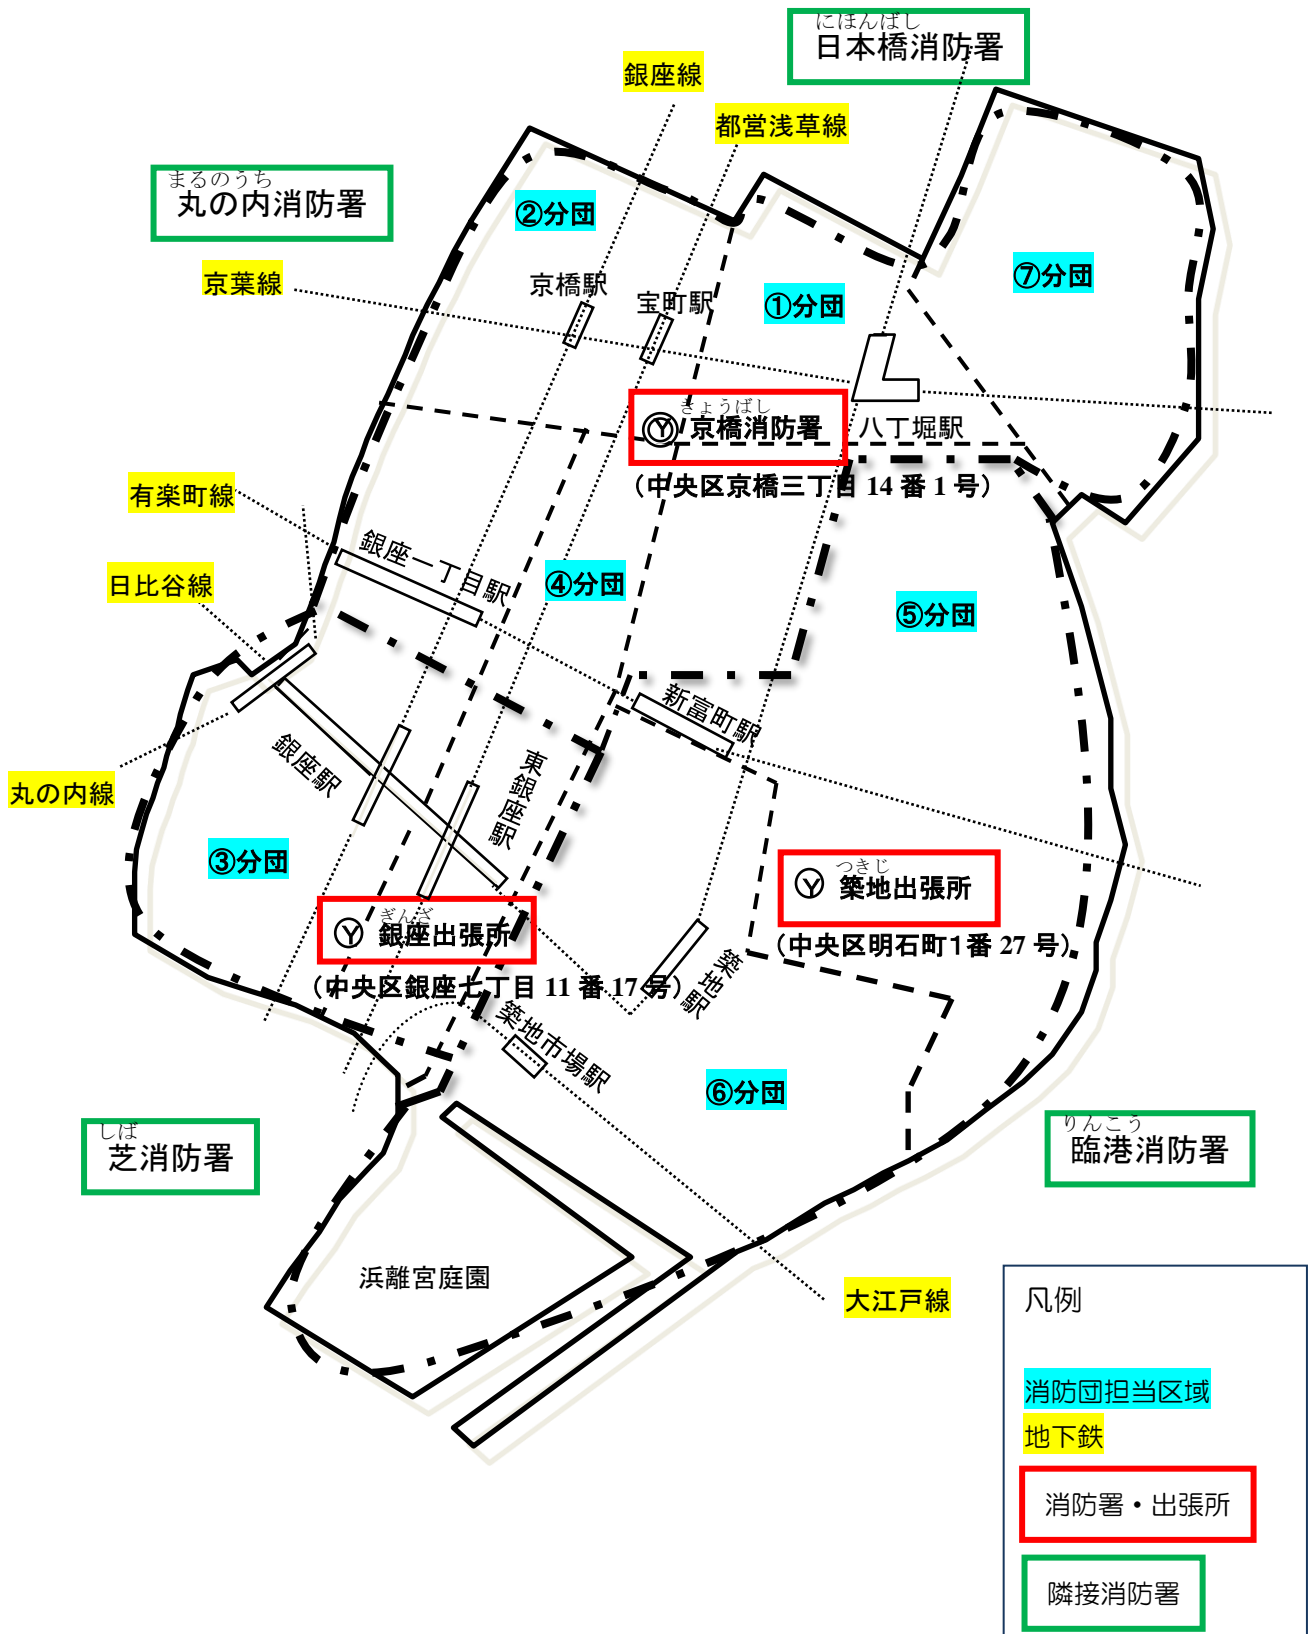 にほんばし
日本橋消防署
銀座線
都営浅草線
まるのうち
丸の内消防署
②分団
京葉線
京橋駅
宝町駅
①分団
⑦分団
きょうばし
Y 京橋消防署
八丁堀駅
（中央区京橋三丁目 14 番 1 号）
有楽町線
銀座一丁目駅
日比谷線
④分団
⑤分団
新富町駅
銀座駅
東銀座駅
丸の内線
③分団
つきじ
Y 築地出張所
（中央区明石町1番 27 号）
ぎんざ
Y 銀座出張所
（中央区銀座七丁目 11 番 17 号）
築地駅
築地市場駅
⑥分団
しば
芝消防署
りんこう
臨港消防署
浜離宮庭園
大江戸線
凡例
消防団担当区域
地下鉄
消防署・出張所
隣接消防署